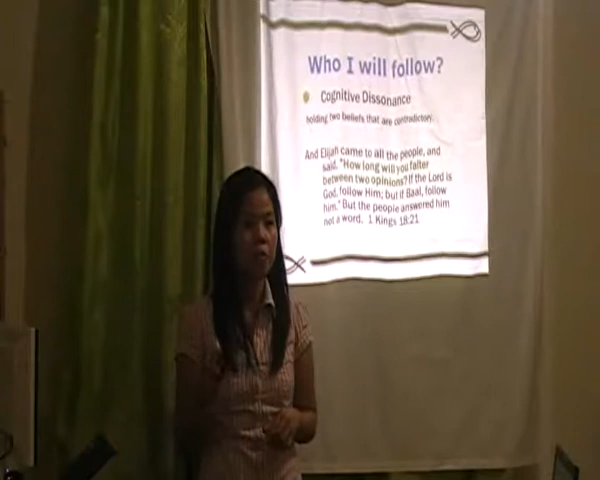 Who I will follow?
Cognitive Dissonance
holding two beliefs that are contradictory.
And Elijah came to all the people, and
said, "How long will you falter
between two opinions? If the Lord is
God, follow Him; but if Baal, follow
him." But the people answered him
not a word. 1 Kings 18:21